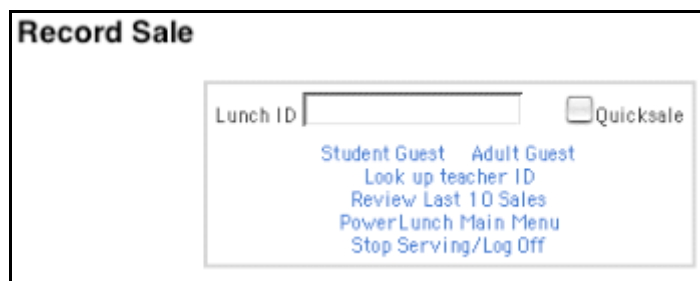 Record Sale
Lunch ID Quicksale
Student Guest Adult Guest
Look up teacher ID
Review Last 10 Sales
PowerLunch Main Menu
Stop Serving/Log Off